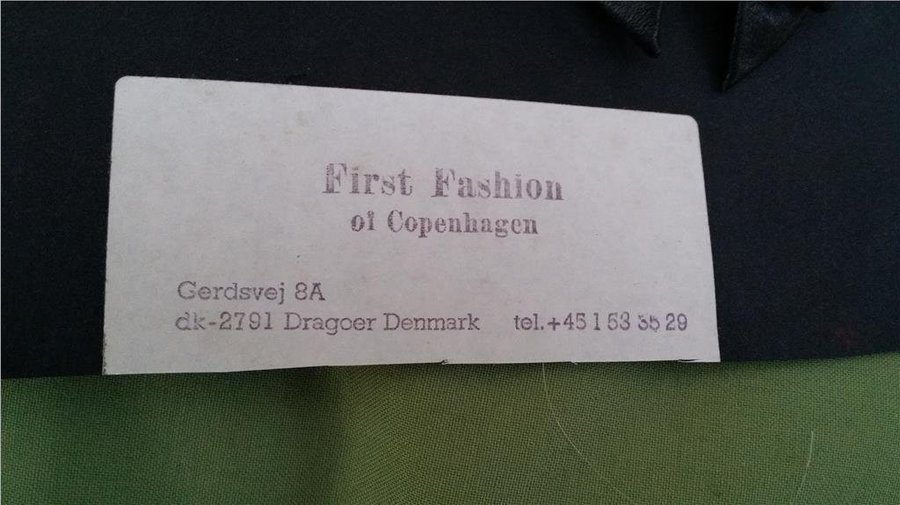 First Fashion
of Copenhagen
Gerdsvej 8A
dk-2791 Dragoer Denmark tel.+45 1 53 35 29